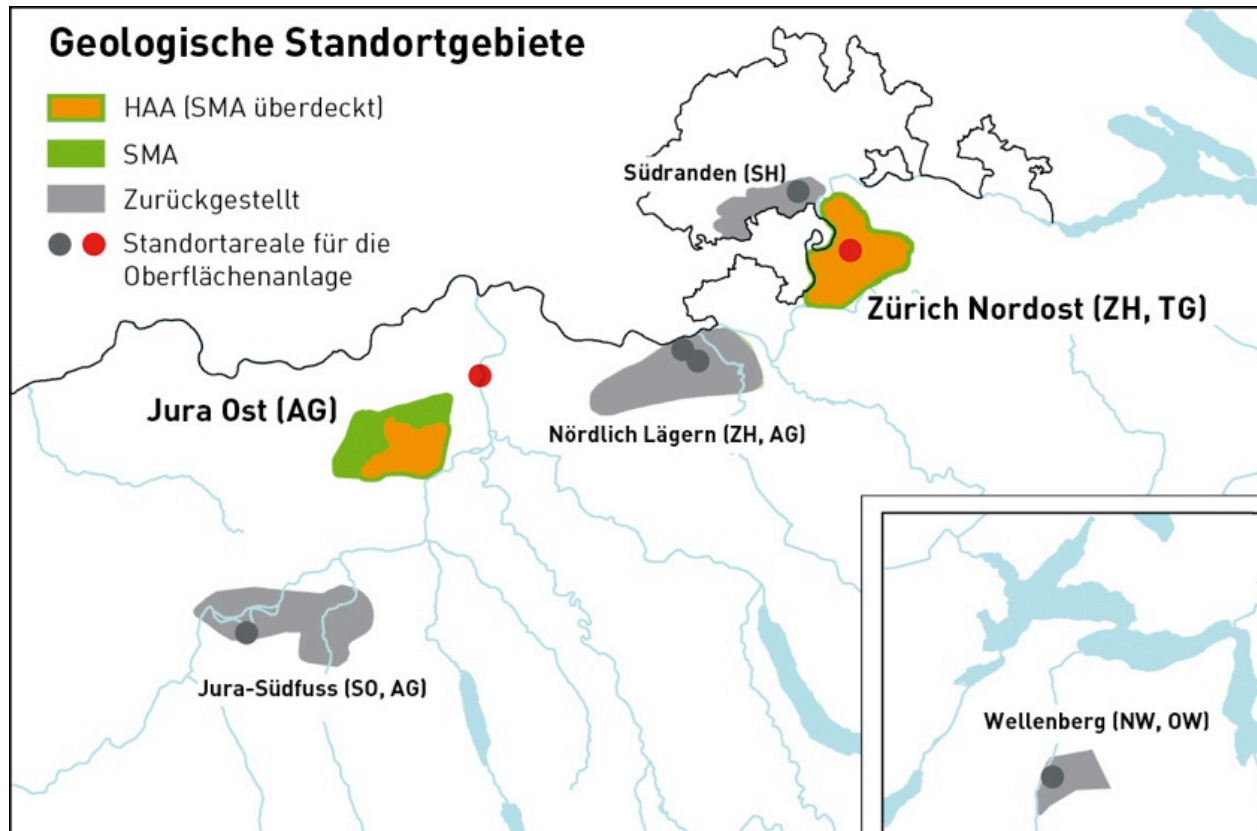 Geologische Standortgebiete
HAA (SMA überdeckt)
SMA
Zurückgestellt
Standortareale für die
Oberflächenanlage
Südranden (SH)
Zürich Nordost (ZH, TG)
Jura Ost (AG)
Nördlich Lägern (ZH, AG)
Jura-Südfuss (SO, AG)
Wellenberg (NW, OW)